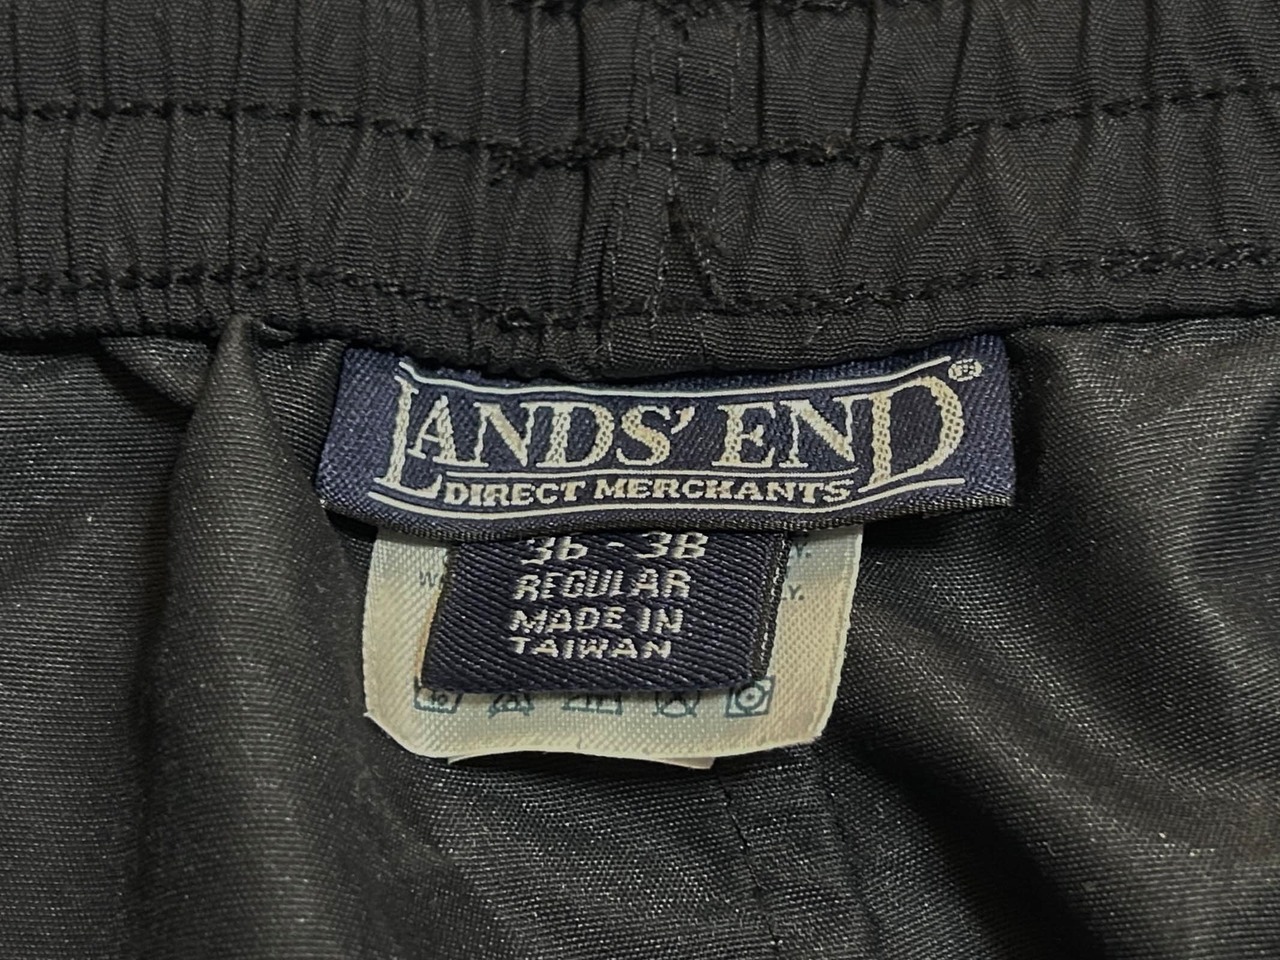 LANDS' END®
DIRECT MERCHANTS
36-38
REGULAR
MADE IN
TAIWAN